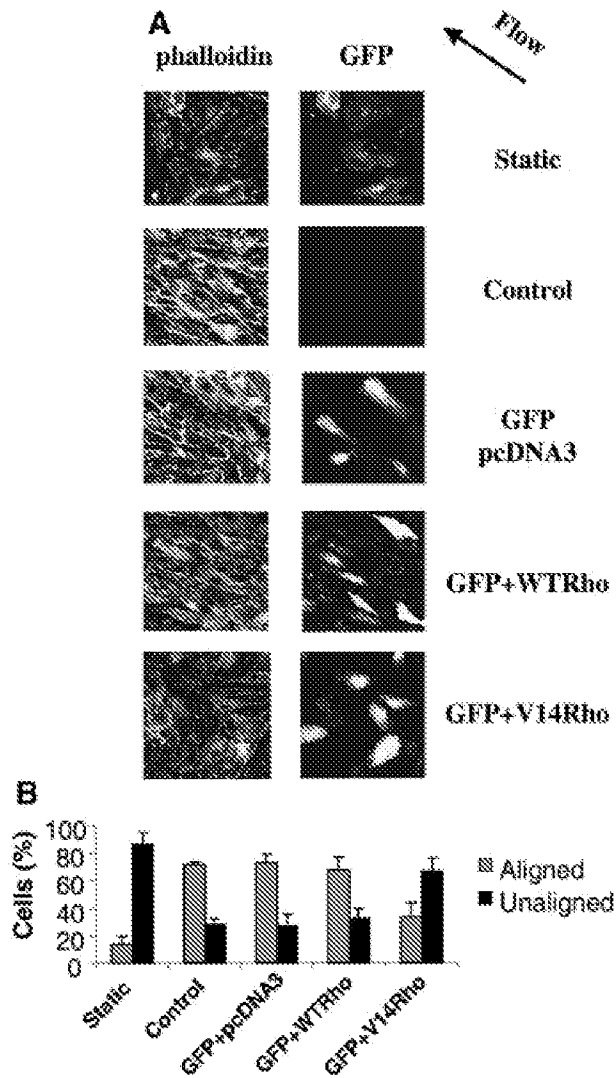 A
Flow
phalloidin GFP
Static
Control
GFP
pcDNA3
GFP+WTRho
GFP+V14Rho
B
Cells (%)
100
80
60
40
20
0
Aligned
Unaligned
Static
Control
GFP+pcDNA3
GFP+WTRho
GFP+V14Rho